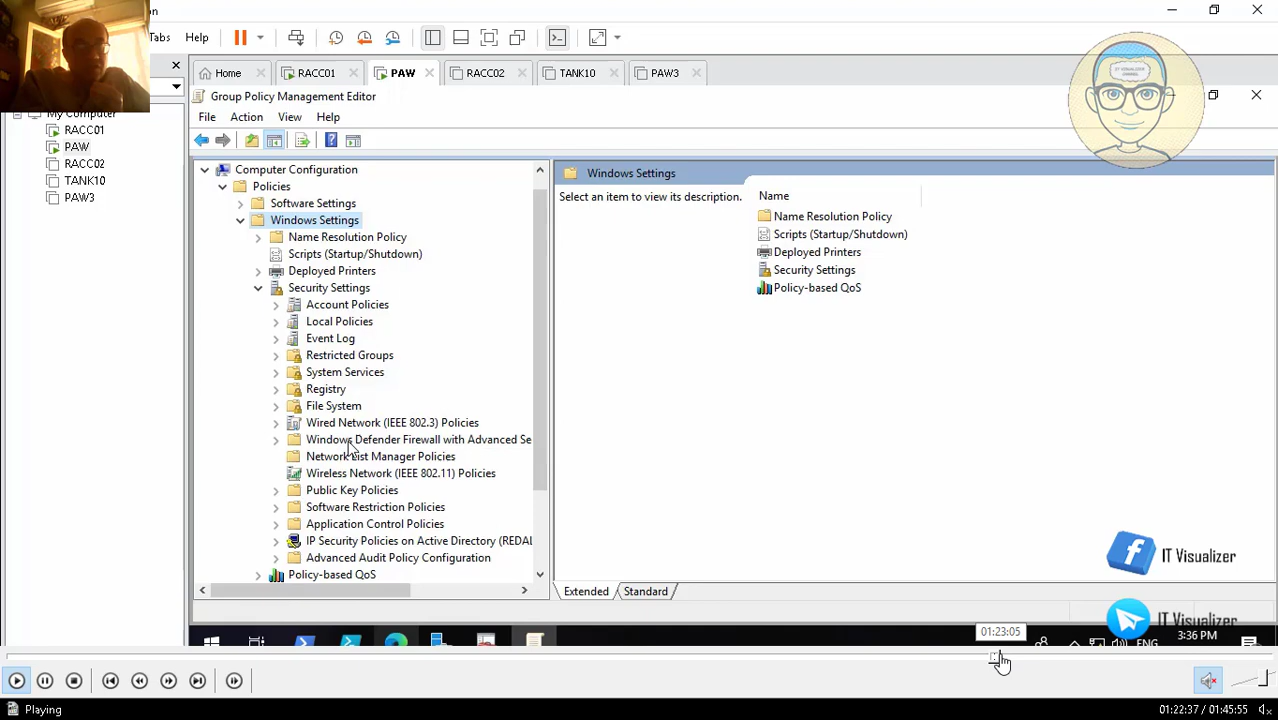 on
Tabs Help
Home RACC01 PAW RACC02 TANK10 PAW3
IT VISUALIZER
CHANNEL
My Computer
RACC01
PAW
RACC02
TANK10
PAW3
Group Policy Management Editor
File Action View Help
Computer Configuration
Policies
Software Settings
Windows Settings
Name Resolution Policy
Scripts (Startup/Shutdown)
Deployed Printers
Security Settings
Account Policies
Local Policies
Event Log
Restricted Groups
System Services
Registry
File System
Wired Network (IEEE 802.3) Policies
Windows Defender Firewall with Advanced Se
Network List Manager Policies
Wireless Network (IEEE 802.11) Policies
Public Key Policies
Software Restriction Policies
Application Control Policies
IP Security Policies on Active Directory (REDAL
Advanced Audit Policy Configuration
Policy-based QoS
Windows Settings
Select an item to view its description.
Name
Name Resolution Policy
Scripts (Startup/Shutdown)
Deployed Printers
Security Settings
Policy-based QoS
IT Visualizer
Extended Standard
IT Visualizer
01:23:05
ENG 3:36 PM
Playing
01:22:37 / 01:45:55